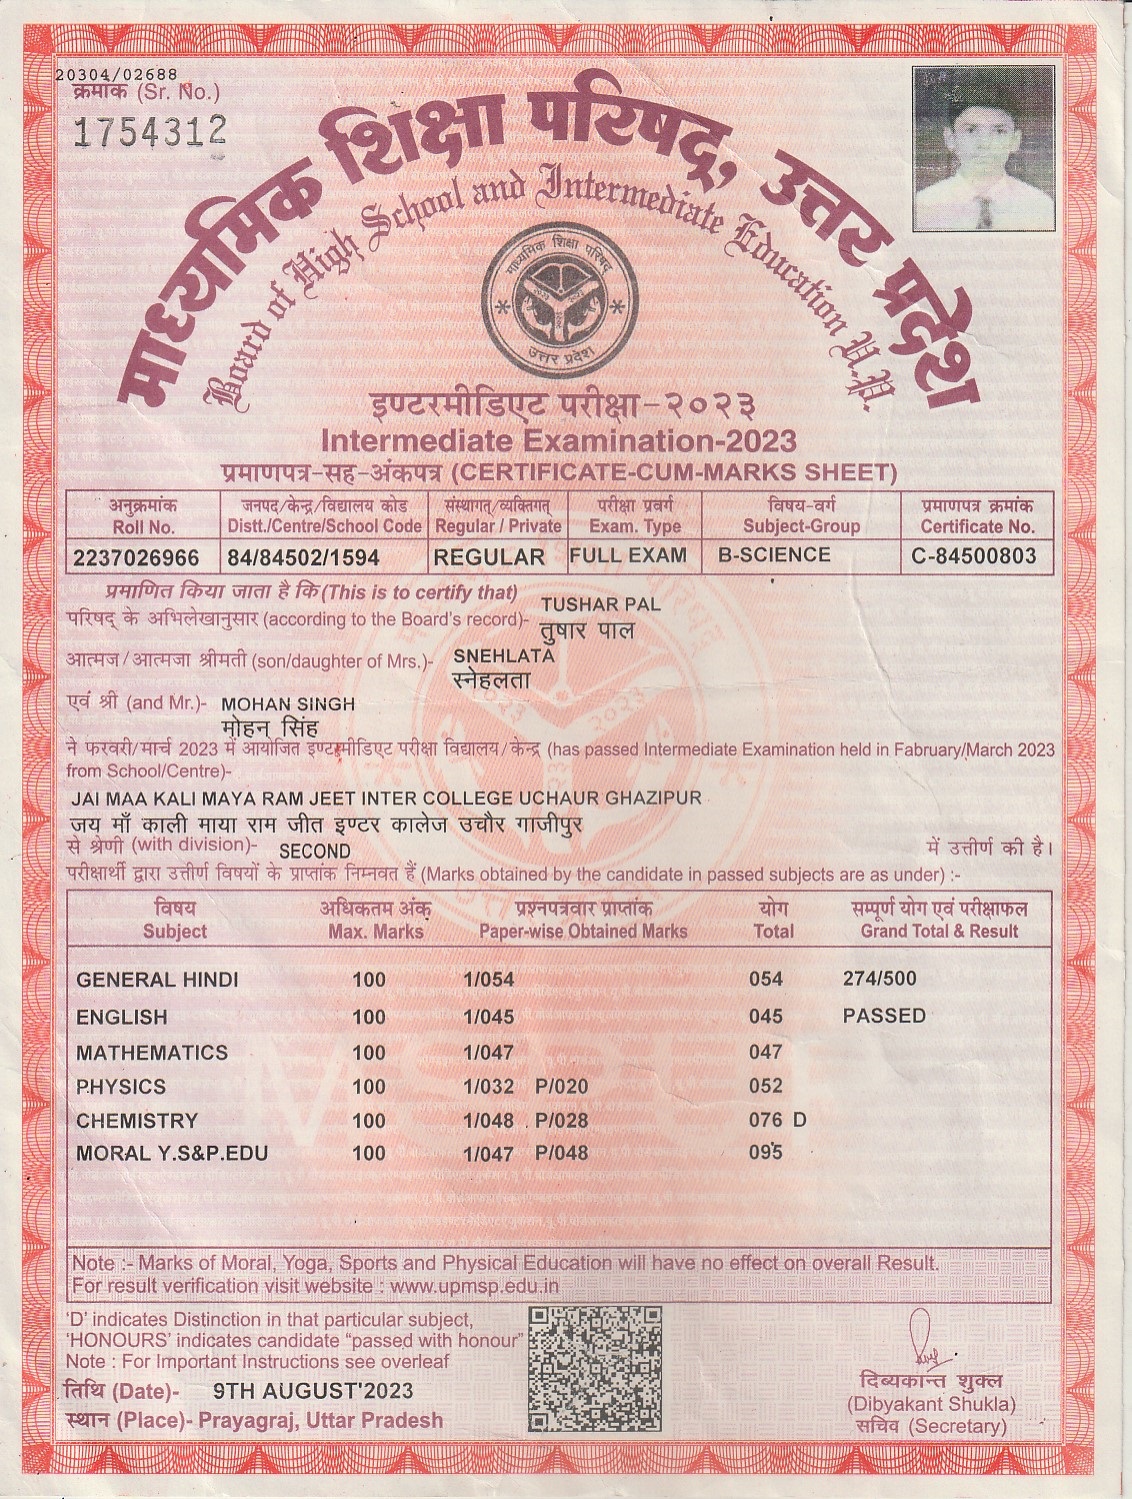 20304/02688
क्रमांक (Sr. No.)
1754312
माध्यमिक शिक्षा परिषद्, उत्तर प्रदेश
Board of High School and Intermediate Education U.P.
माध्यमिक शिक्षा परिषद्
उत्तर प्रदेश
इण्टरमीडिएट परीक्षा-२०२३
Intermediate Examination-2023
प्रमाणपत्र-सह-अंकपत्र (CERTIFICATE-CUM-MARKS SHEET)
अनुक्रमांक जनपद/केन्द्र/विद्यालय कोड संस्थागत्/व्यक्तिगत् परीक्षा प्रवर्ग विषय-वर्ग प्रमाणपत्र क्रमांक
Roll No. Distt./Centre/School Code Regular / Private Exam. Type Subject-Group Certificate No.
2237026966 84/84502/1594 REGULAR FULL EXAM B-SCIENCE C-84500803
प्रमाणित किया जाता है कि (This is to certify that)
परिषद् के अभिलेखानुसार (according to the Board's record)- TUSHAR PAL
तुषार पाल
आत्मज/आत्मजा श्रीमती (son/daughter of Mrs.)- SNEHLATA
स्नेहलता
एवं श्री (and Mr.)- MOHAN SINGH
मोहन सिंह
ने फरवरी/मार्च 2023 में आयोजित इण्टरमीडिएट परीक्षा विद्यालय/केन्द्र (has passed Intermediate Examination held in Fabruary/March 2023
from School/Centre)-
JAI MAA KALI MAYA RAM JEET INTER COLLEGE UCHAUR GHAZIPUR
जय माँ काली माया राम जीत इण्टर कालेज उचौर गाजीपुर
से श्रेणी (with division)- SECOND में उत्तीर्ण की है।
परीक्षार्थी द्वारा उत्तीर्ण विषयों के प्राप्तांक निम्नवत हैं (Marks obtained by the candidate in passed subjects are as under) :-
विषय अधिकतम अंक प्रश्नपत्रवार प्राप्तांक योग सम्पूर्ण योग एवं परीक्षाफल
Subject Max. Marks Paper-wise Obtained Marks Total Grand Total & Result
GENERAL HINDI 100 1/054 054 274/500
ENGLISH 100 1/045 045 PASSED
MATHEMATICS 100 1/047 047
PHYSICS 100 1/032 P/020 052
CHEMISTRY 100 1/048 P/028 076 D
MORAL Y.S&P.EDU 100 1/047 P/048 095
Note :- Marks of Moral, Yoga, Sports and Physical Education will have no effect on overall Result.
For result verification visit website : www.upmsp.edu.in
'D' indicates Distinction in that particular subject,
'HONOURS' indicates candidate "passed with honour"
Note : For Important Instructions see overleaf
तिथि (Date)- 9TH AUGUST'2023
स्थान (Place)- Prayagraj, Uttar Pradesh
दिब्यकान्त शुक्ल
(Dibyakant Shukla)
सचिव (Secretary)